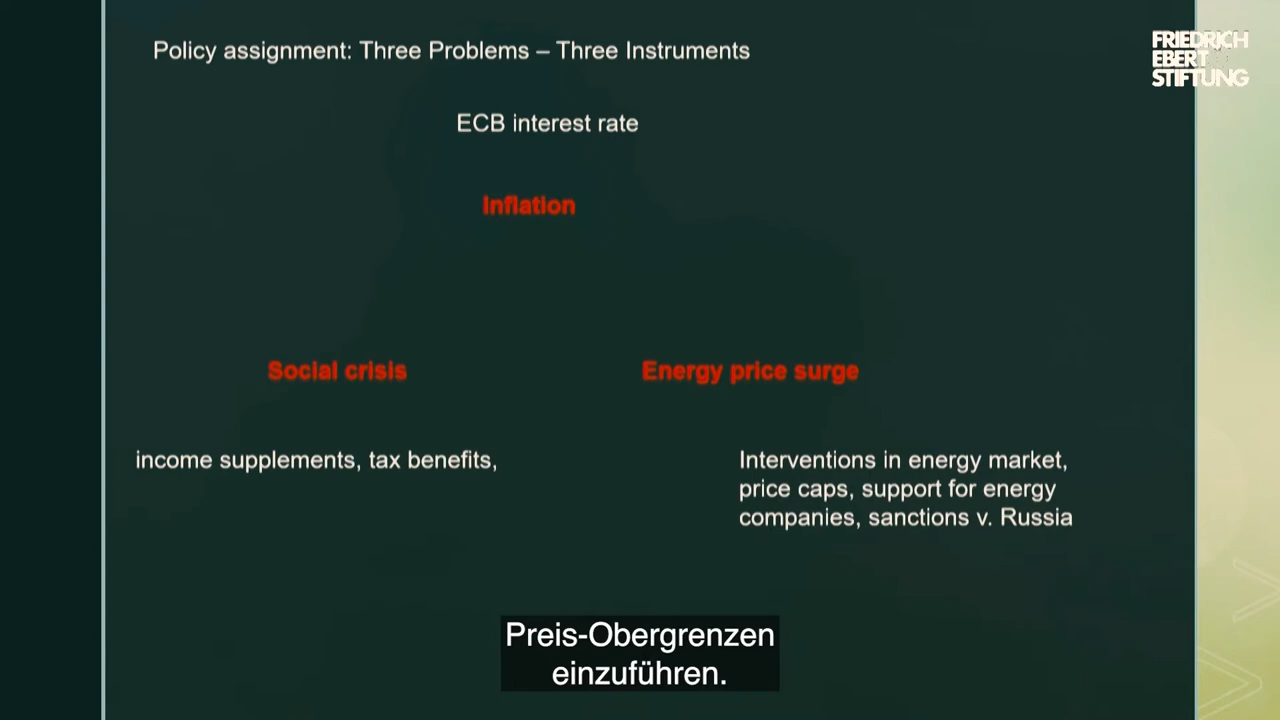 Policy assignment: Three Problems – Three Instruments
FRIEDRICH
EBERT
STIFTUNG
ECB interest rate
Inflation
Social crisis
Energy price surge
income supplements, tax benefits,
Interventions in energy market,
price caps, support for energy
companies, sanctions v. Russia
Preis-Obergrenzen
einzuführen.